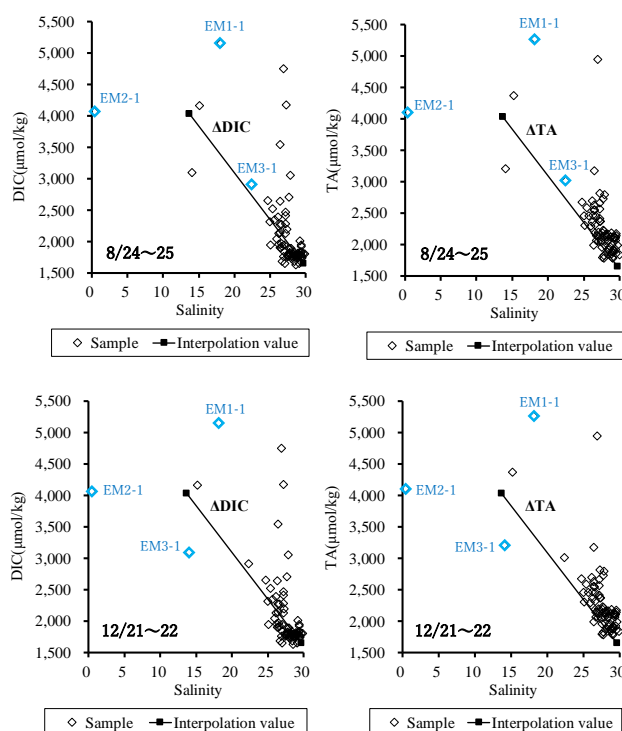 EM1-1
EM2-1
ΔDIC
EM3-1
8/24～25
5,500
5,000
4,500
4,000
3,500
3,000
2,500
2,000
1,500
DIC(μmol/kg)
0 5 10 15 20 25 30
Salinity
Sample Interpolation value
EM1-1
EM2-1
ΔTA
EM3-1
8/24～25
5,500
5,000
4,500
4,000
3,500
3,000
2,500
2,000
1,500
TA(μmol/kg)
0 5 10 15 20 25 30
Salinity
Sample Interpolation value
EM1-1
EM2-1
ΔDIC
EM3-1
12/21～22
5,500
5,000
4,500
4,000
3,500
3,000
2,500
2,000
1,500
DIC(μmol/kg)
0 5 10 15 20 25 30
Salinity
Sample Interpolation value
EM1-1
EM2-1
ΔTA
EM3-1
12/21～22
5,500
5,000
4,500
4,000
3,500
3,000
2,500
2,000
1,500
TA(μmol/kg)
0 5 10 15 20 25 30
Salinity
Sample Interpolation value